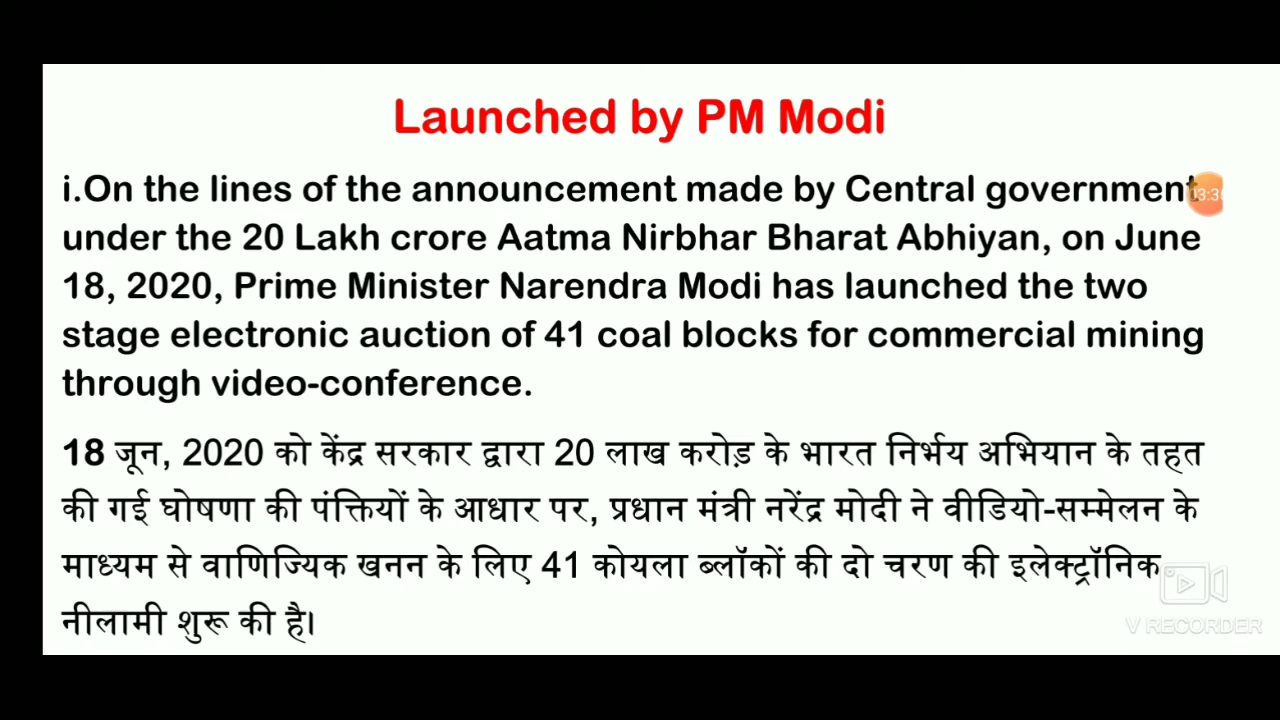 Launched by PM Modi
i.On the lines of the announcement made by Central government
under the 20 Lakh crore Aatma Nirbhar Bharat Abhiyan, on June
18, 2020, Prime Minister Narendra Modi has launched the two
stage electronic auction of 41 coal blocks for commercial mining
through video-conference.
18 जून, 2020 को केंद्र सरकार द्वारा 20 लाख करोड़ के भारत निर्भय अभियान के तहत
की गई घोषणा की पंक्तियों के आधार पर, प्रधान मंत्री नरेंद्र मोदी ने वीडियो-सम्मेलन के
माध्यम से वाणिज्यिक खनन के लिए 41 कोयला ब्लॉकों की दो चरण की इलेक्ट्रॉनिक
नीलामी शुरू की है।
V RECORDER